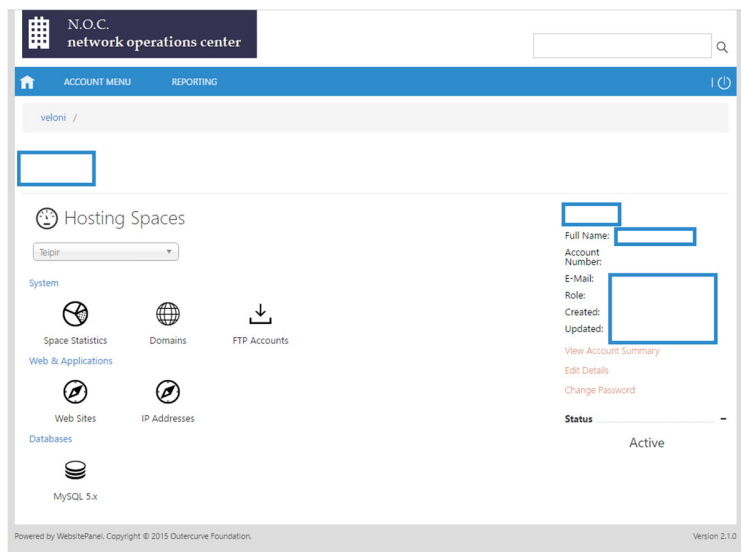 N.O.C.
network operations center
ACCOUNT MENU REPORTING
veloni /
Hosting Spaces
Teipir
System
Space Statistics Domains FTP Accounts
Web & Applications
Web Sites IP Addresses
Databases
MySQL 5.x
Full Name:
Account
Number:
E-Mail:
Role:
Created:
Updated:
View Account Summary
Edit Details
Change Password
Status
Active
Powered by WebsitePanel. Copyright © 2015 Outercurve Foundation. Version 2.1.0